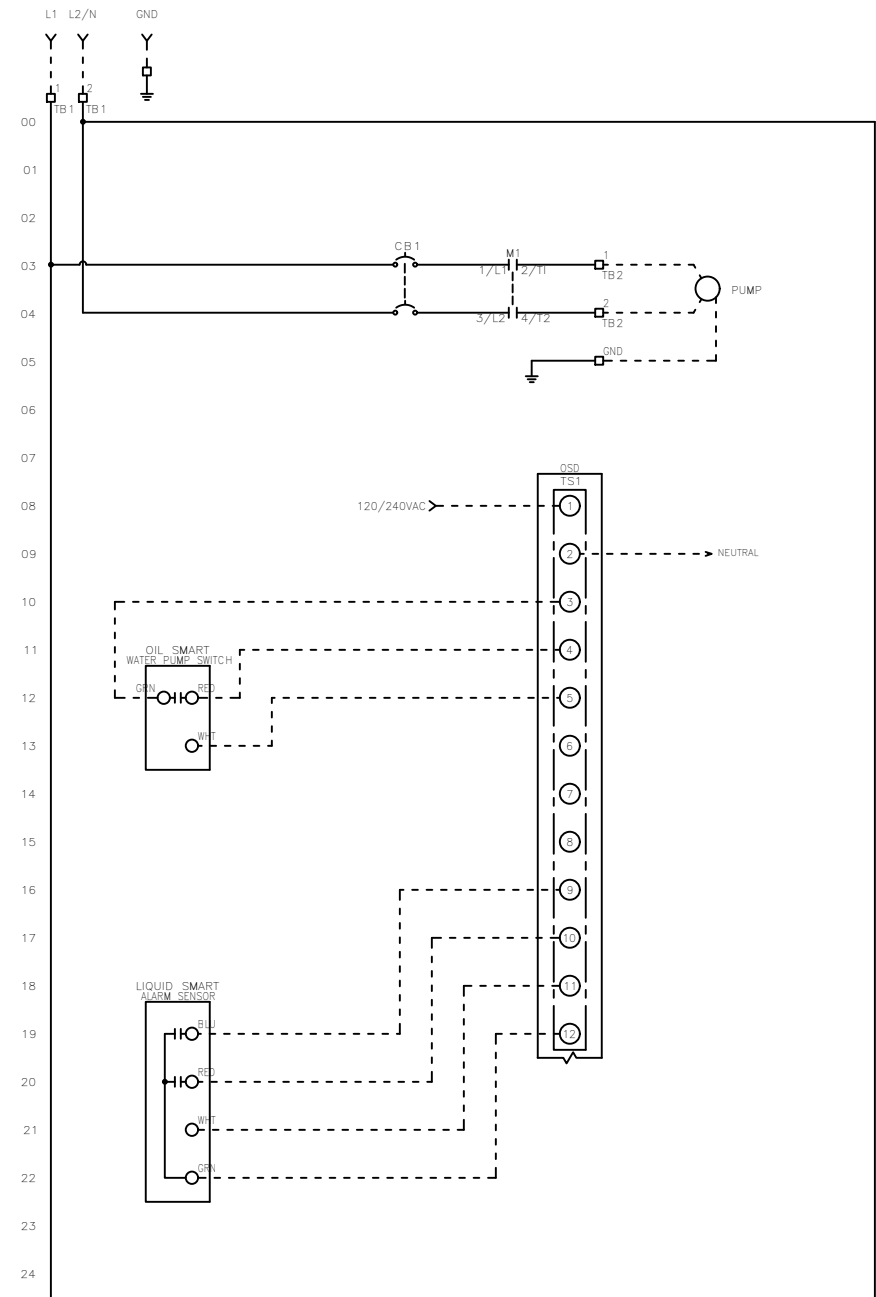 L1 L2/N GND
1 2
TB1 TB1
00
01
02
CB1 M1
03 1/L1 2/T1 1 TB2
PUMP
04 3/L2 4/T2 2 TB2
05 GND
06
07
OSD
TS1
08 120/240VAC 1
09 2 NEUTRAL
10 3
11 OIL SMART 4
WATER PUMP SWITCH
GRN RED
12 5
WHT
13 6
14 7
15 8
16 9
17 10
18 LIQUID SMART 11
ALARM SENSOR
BLU
19 12
RED
20
WHT
21
GRN
22
23
24